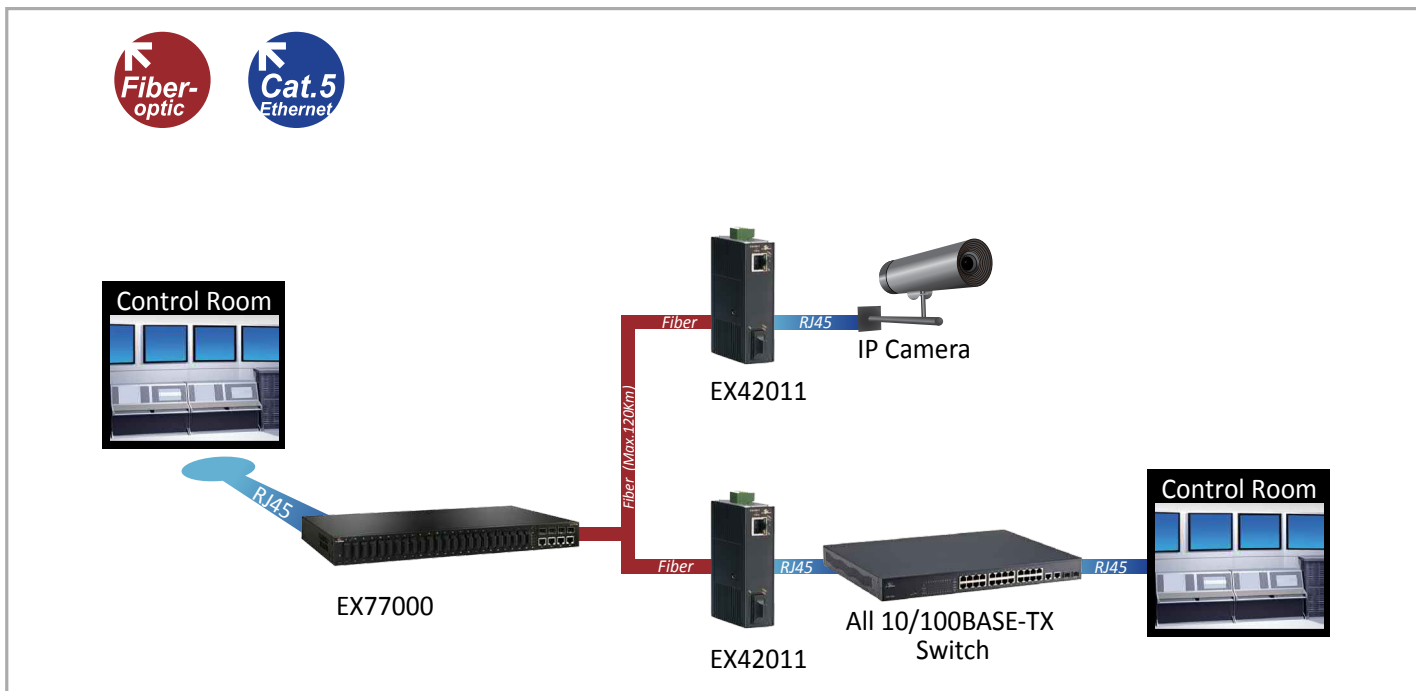 Fiber-
optic
Cat.5
Ethernet
Control Room
RJ45
EX77000
Fiber (Max.120Km)
Fiber
RJ45
EX42011
IP Camera
Fiber
RJ45
EX42011
All 10/100BASE-TX
Switch
RJ45
Control Room